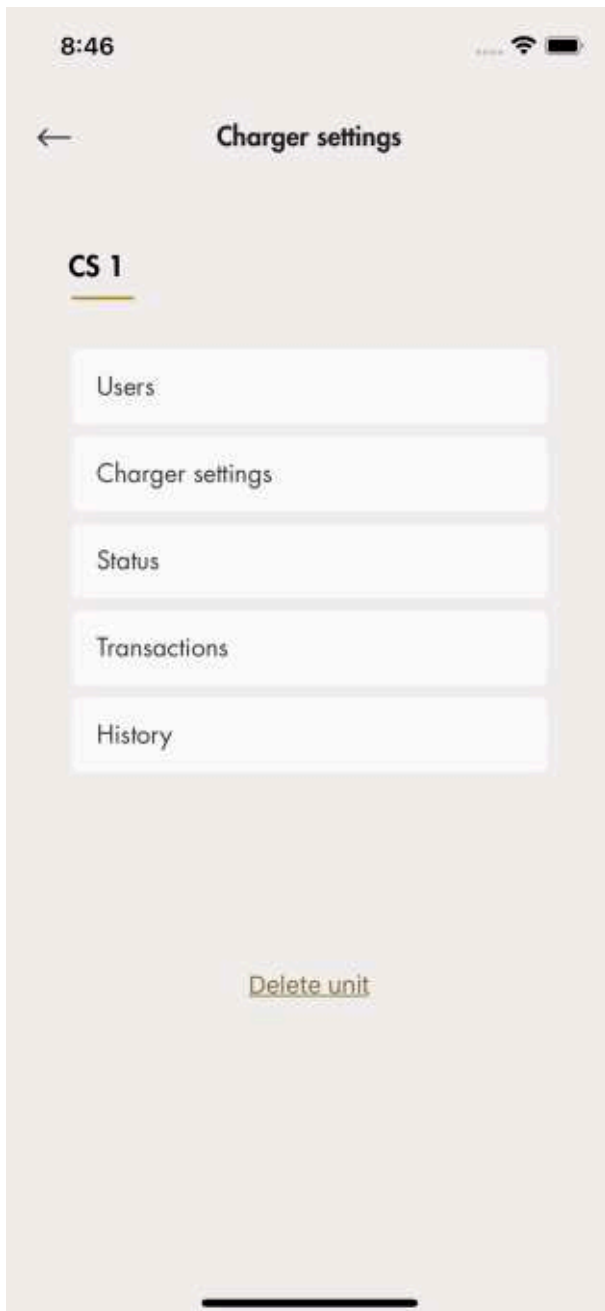 8:46
Charger settings
CS 1
Users
Charger settings
Status
Transactions
History
Delete unit